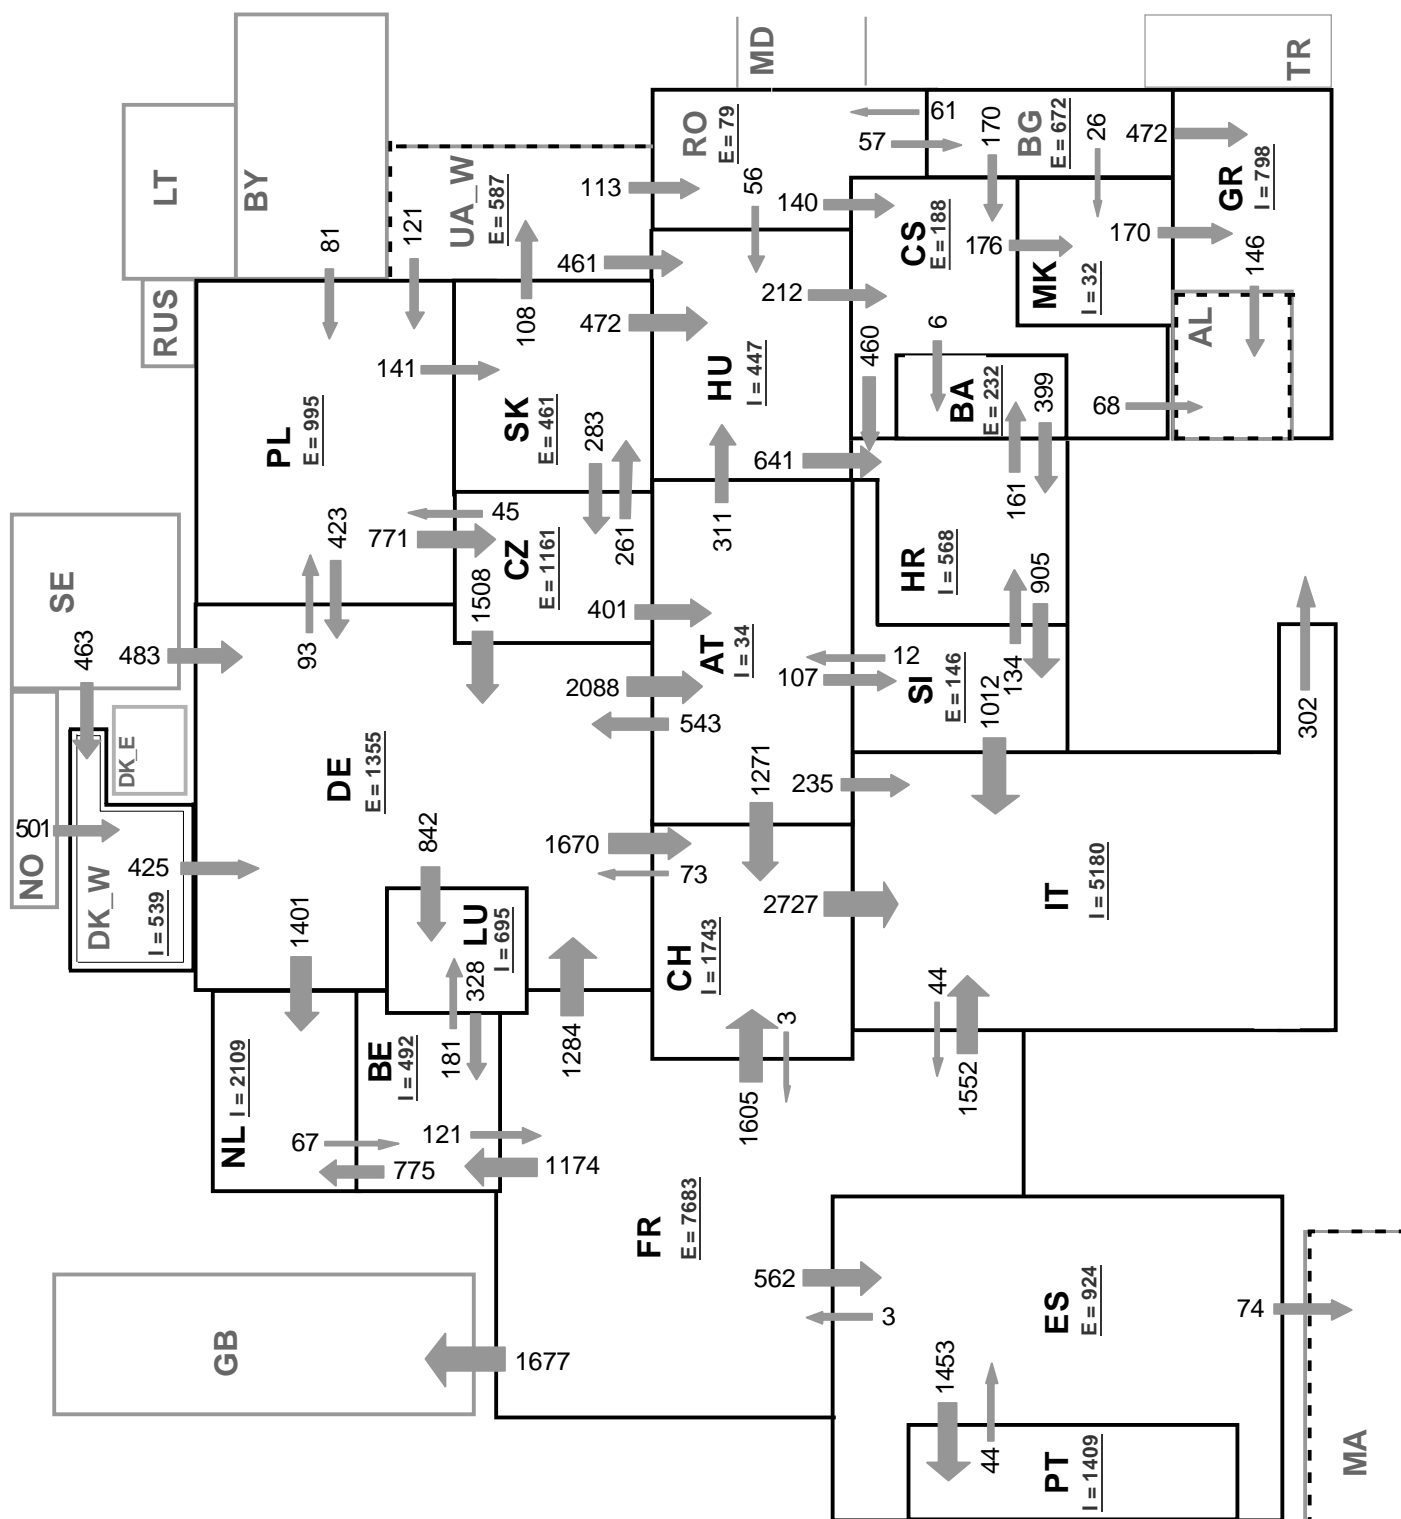 MD
TR
LT
BY
RUS
81
121
UA_W
E = 587
113
108
461
472
RO
E = 79
56
57
61
140
170
BG
E = 672
26
472
GR
I = 798
170
146
AL
68
CS
E = 188
176
MK
I = 32
212
460
6
BA
E = 232
399
161
HU
I = 447
641
311
141
SK
E = 461
283
261
PL
E = 995
45
771
423
93
CZ
E = 1161
1508
401
HR
I = 568
905
134
SE
463
483
NO
501
DK_E
DK_W
I = 539
425
DE
E = 1355
2088
543
AT
I = 34
12
107
SI
E = 146
1012
302
235
1271
1670
73
842
LU
I = 695
328
181
1401
1284
CH
I = 1743
2727
IT
I = 5180
44
1552
3
1605
NL
I = 2109
BE
I = 492
67
775
121
1174
FR
E = 7683
GB
1677
562
3
ES
E = 924
74
1453
44
PT
I = 1409
MA